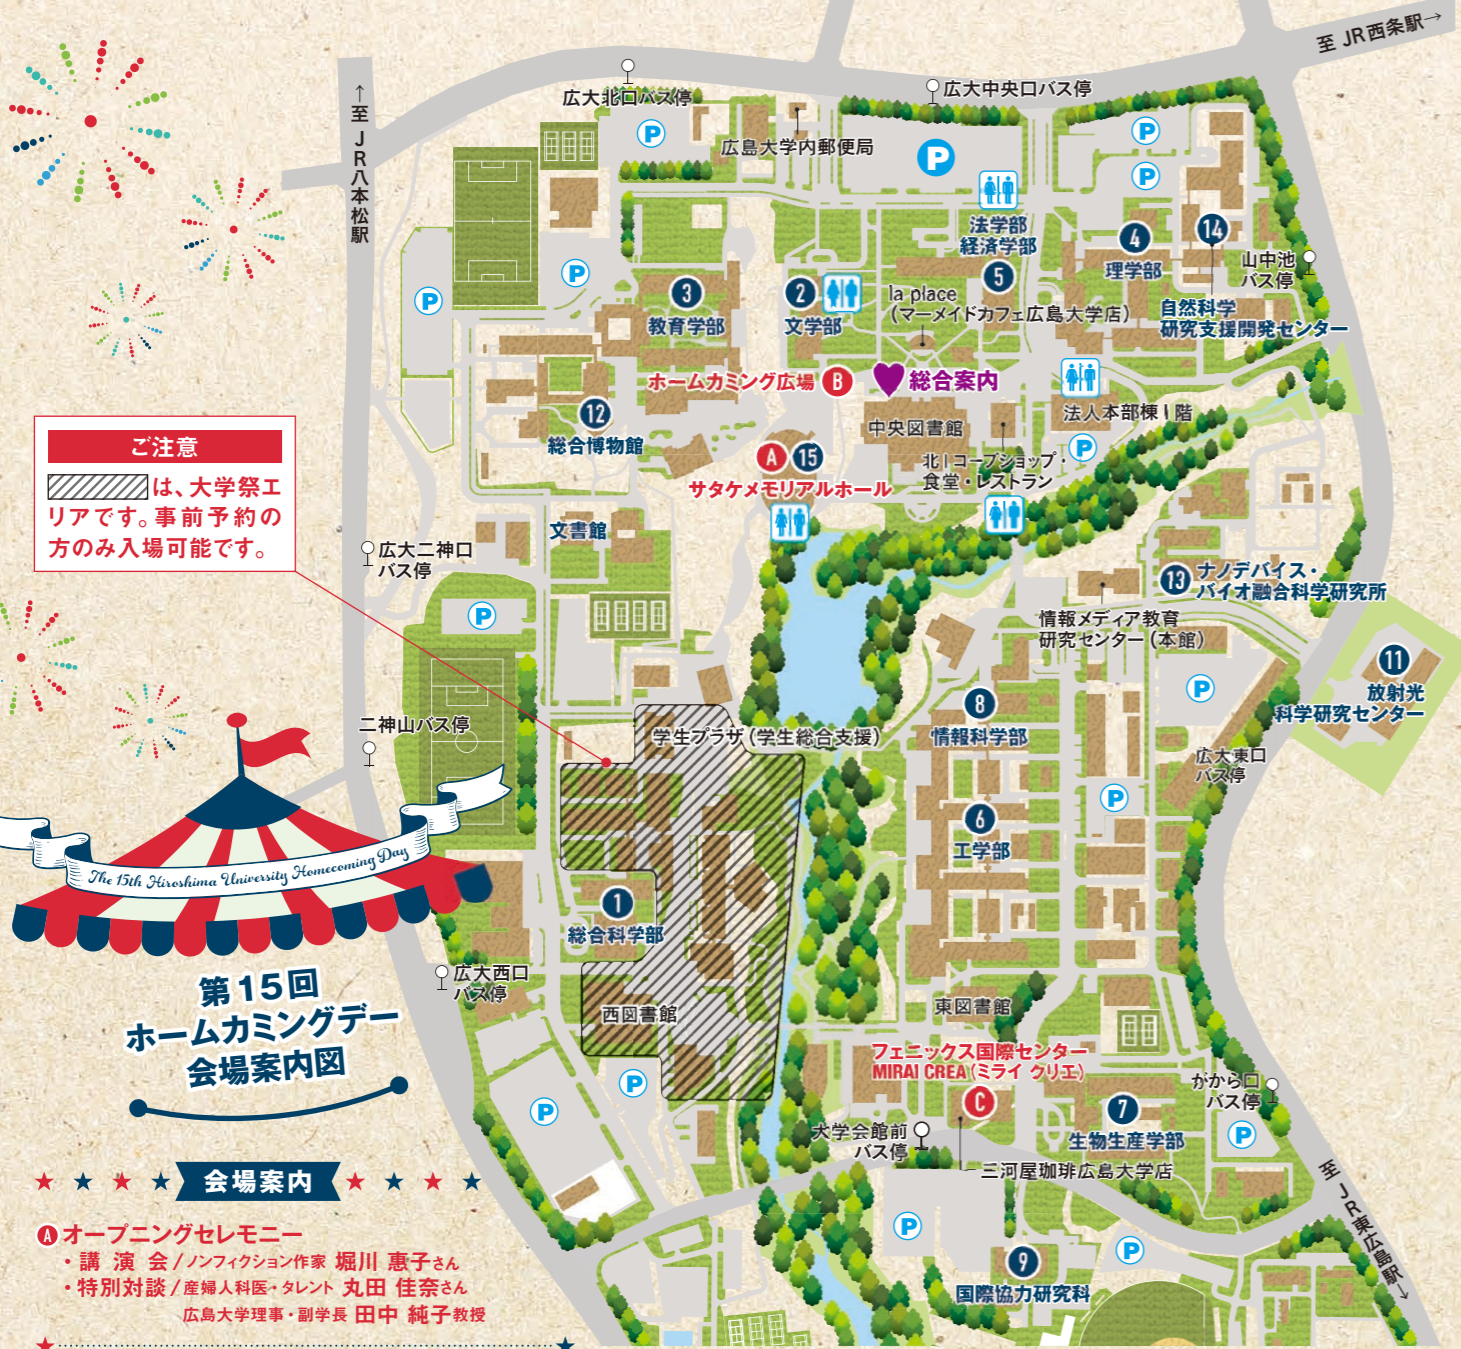 至 JR西条駅→
広大北口バス停
広大中央口バス停
←至 JR八本松駅
P
広島大学内郵便局
P
P
P
法学部
経済学部
5
4
理学部
14
自然科学
研究支援開発センター
山中池
バス停
P
P
3
教育学部
2
文学部
la place
(マーメイドカフェ広島大学店)
ホームカミング広場 B
総合案内
12
総合博物館
中央図書館
法人本部棟1階
P
A 15
サタケメモリアルホール
北1コープショップ・
食堂・レストラン
ご注意
は、大学祭エ
リアです。事前予約の
方のみ入場可能です。
文書館
広大二神口
バス停
P
13 ナノデバイス・
バイオ融合科学研究所
情報メディア教育
研究センター(本館)
11
放射光
科学研究センター
P
8
情報科学部
二神山バス停
学生プラザ(学生総合支援)
広大東口
バス停
P
6
工学部
The 15th Hiroshima University Homecoming Day
1
総合科学部
広大西口
バス停
第15回
ホームカミングデー
会場案内図
西図書館
東図書館
フェニックス国際センター
MIRAI CREA(ミライ クリエ)
C
P
P
がから口
バス停
P
7
生物生産学部
大学会館前
バス停
三河屋珈琲広島大学店
至JR東広島駅→
P
P
9
国際協力研究科
会場案内
A オープニングセレモニー
・講演会/ノンフィクション作家 堀川 惠子さん
・特別対談/産婦人科医・タレント 丸田 佳奈さん
広島大学理事・副学長 田中 純子教授